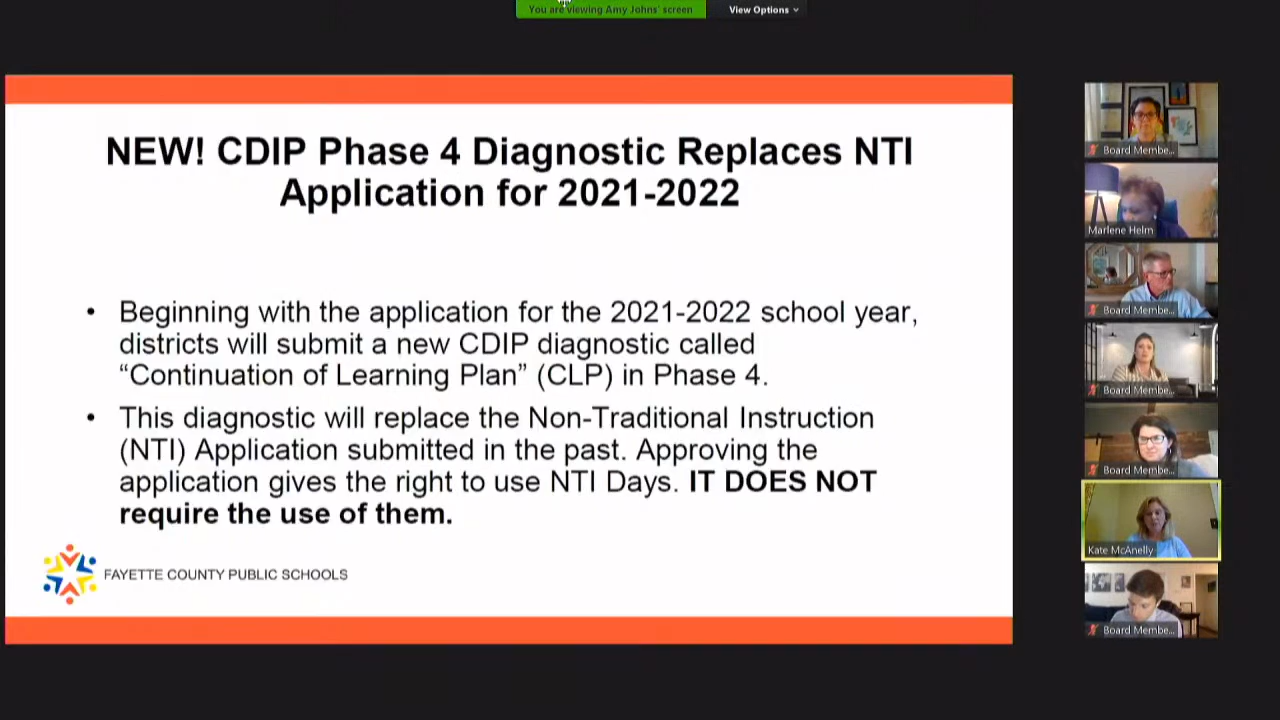 You are viewing Amy Johns' screen
View Options
NEW! CDIP Phase 4 Diagnostic Replaces NTI
Application for 2021-2022
• Beginning with the application for the 2021-2022 school year,
districts will submit a new CDIP diagnostic called
“Continuation of Learning Plan” (CLP) in Phase 4.
• This diagnostic will replace the Non-Traditional Instruction
(NTI) Application submitted in the past. Approving the
application gives the right to use NTI Days. IT DOES NOT
require the use of them.
FAYETTE COUNTY PUBLIC SCHOOLS
Board Membe...
Marlene Helm
Board Membe...
Board Membe...
Board Membe...
Kate McAnelly
Board Membe...